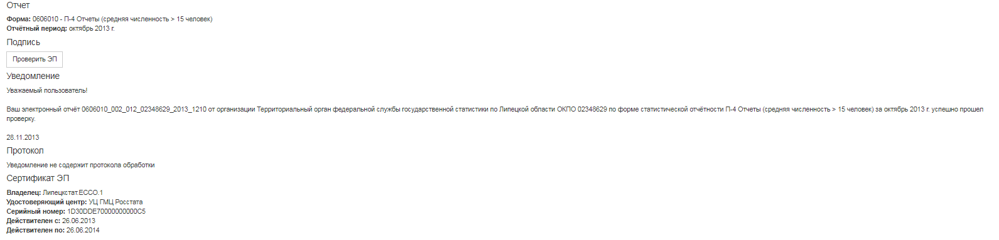 Отчет
Форма: 0606010 - П-4 Отчеты (средняя численность > 15 человек)
Отчётный период: октябрь 2013 г.
Подпись
Проверить ЭП
Уведомление
Уважаемый пользователь!
Ваш электронный отчёт 0606010_002_012_02348629_2013_1210 от организации Территориальный орган федеральной службы государственной статистики по Липецкой области ОКПО 02348629 по форме статистической отчётности П-4 Отчеты (средняя численность > 15 человек) за октябрь 2013 г. успешно прошел
проверку.
28.11.2013
Протокол
Уведомление не содержит протокола обработки
Сертификат ЭП
Владелец: Липецкстат.ЕССО.1
Удостоверяющий центр: УЦ ГМЦ Росстата
Серийный номер: 1D30DDE70000000000C5
Действителен с: 26.06.2013
Действителен по: 26.06.2014